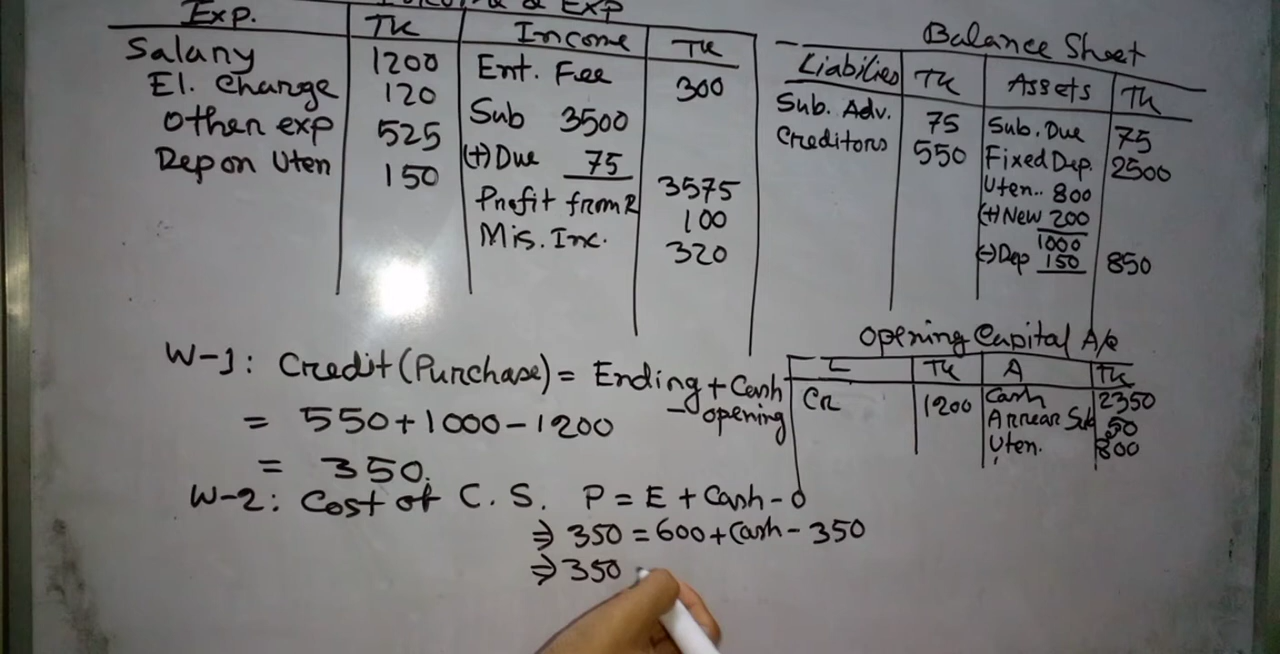 Income & Exp
Exp. TK Income TK
Salary 1200 Ent. Fee 300
El. Charge 120 Sub 3500
Other exp 525 (+) Due 75
Dep on Uten 150 3575
Profit from R 100
Mis. Inc. 320
Balance Sheet
Liabilies TK Assets TK
Sub. Adv. 75 Sub. Due 75
Creditors 550 Fixed Dep. 2500
Uten.. 800
(+) New 200
1000
(-) Dep 150 850
Opening Capital A/c
L TK A TK
CR 1200 Cash 2350
Arrear Sub 50
Uten. 800
W-1: Credit (Purchase) = Ending + Cash
- opening
= 550+1000-1200
= 350.
W-2: Cost of C. S. P = E + Cash - O
⇒ 350 = 600 + Cash - 350
⇒ 350